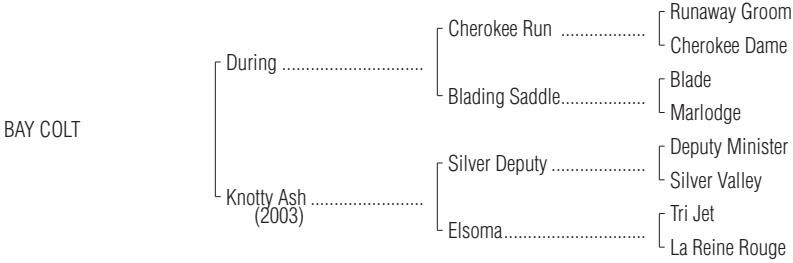 Runaway Groom
Cherokee Run ..................
Cherokee Dame
During .............................
Blade
Blading Saddle..................
Marlodge
BAY COLT
Deputy Minister
Silver Deputy ....................
Silver Valley
Knotty Ash ........................
(2003)
Tri Jet
Elsoma..............................
La Reine Rouge